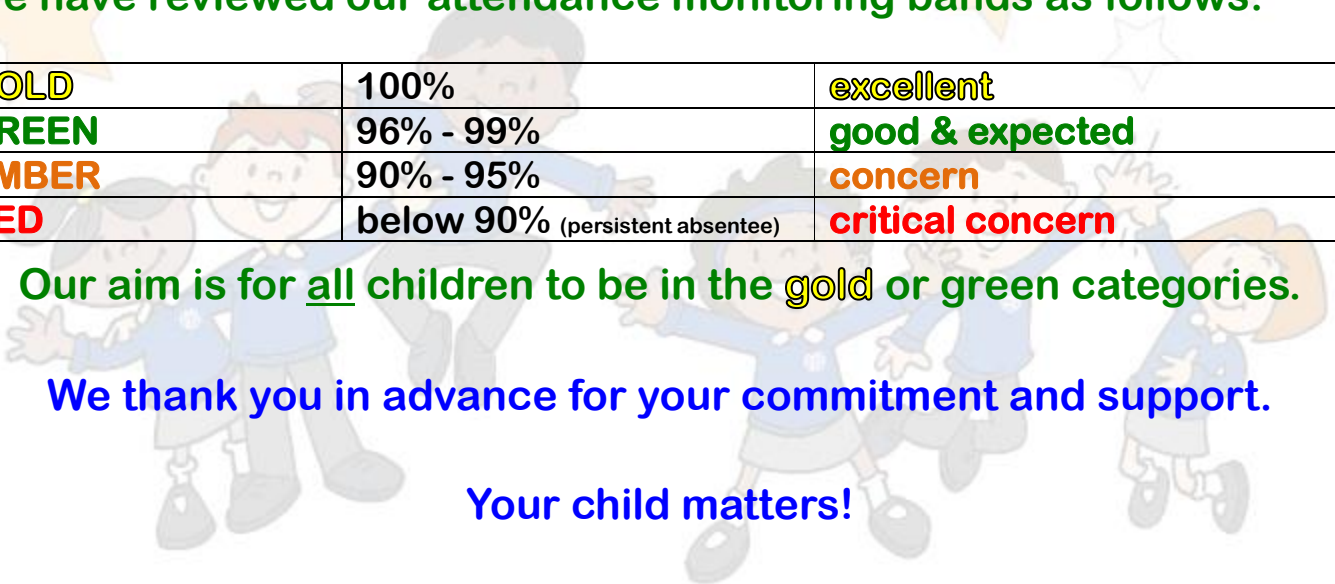 e have reviewed our attendance monitoring bands as follows:
OLD 100% excellent
REEN 96% - 99% good & expected
MBER 90% - 95% concern
ED below 90% (persistent absentee) critical concern
Our aim is for all children to be in the gold or green categories.
We thank you in advance for your commitment and support.
Your child matters!